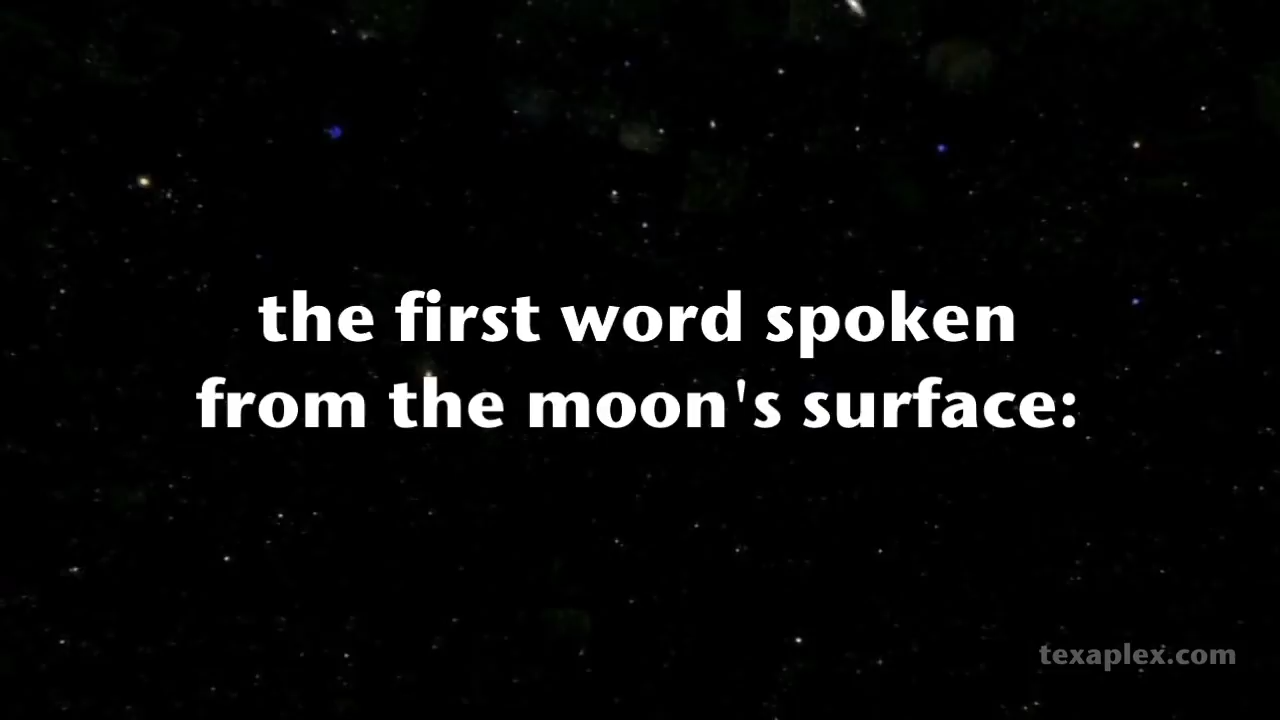 the first word spoken
from the moon's surface:
texaplex.com